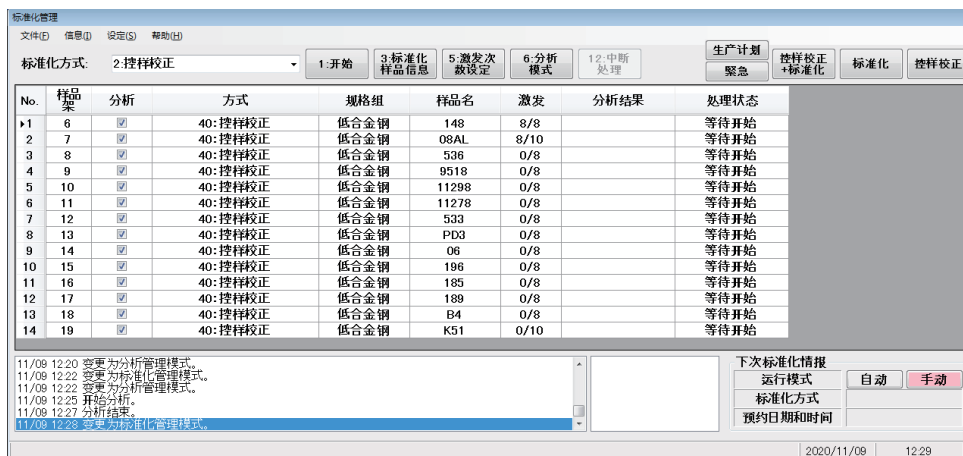 标准化管理
文件(F) 信息(I) 设定(S) 帮助(H)
标准化方式: 2:控样校正 1:开始 3:标准化样品信息 5:激发次数设定 6:分析模式 12:中断处理 生产计划 紧急 控样校正+标准化 标准化 控样校正
No. 样品架 分析 方式 规格组 样品名 激发 分析结果 处理状态
1 6 40:控样校正 低合金钢 148 8/8 等待开始
2 7 40:控样校正 低合金钢 08AL 8/10 等待开始
3 8 40:控样校正 低合金钢 536 0/8 等待开始
4 9 40:控样校正 低合金钢 9518 0/8 等待开始
5 10 40:控样校正 低合金钢 11298 0/8 等待开始
6 11 40:控样校正 低合金钢 11278 0/8 等待开始
7 12 40:控样校正 低合金钢 533 0/8 等待开始
8 13 40:控样校正 低合金钢 PD3 0/8 等待开始
9 14 40:控样校正 低合金钢 06 0/8 等待开始
10 15 40:控样校正 低合金钢 196 0/8 等待开始
11 16 40:控样校正 低合金钢 185 0/8 等待开始
12 17 40:控样校正 低合金钢 189 0/8 等待开始
13 18 40:控样校正 低合金钢 B4 0/8 等待开始
14 19 40:控样校正 低合金钢 K51 0/10 等待开始
11/09 12:20 变更为分析管理模式。
11/09 12:22 变更为标准化管理模式。
11/09 12:22 变更为分析管理模式。
11/09 12:25 开始分析。
11/09 12:27 分析结束。
11/09 12:28 变更为标准化管理模式。
下次标准化情报
运行模式 自动 手动
标准化方式
预约日期和时间
2020/11/09 12:29